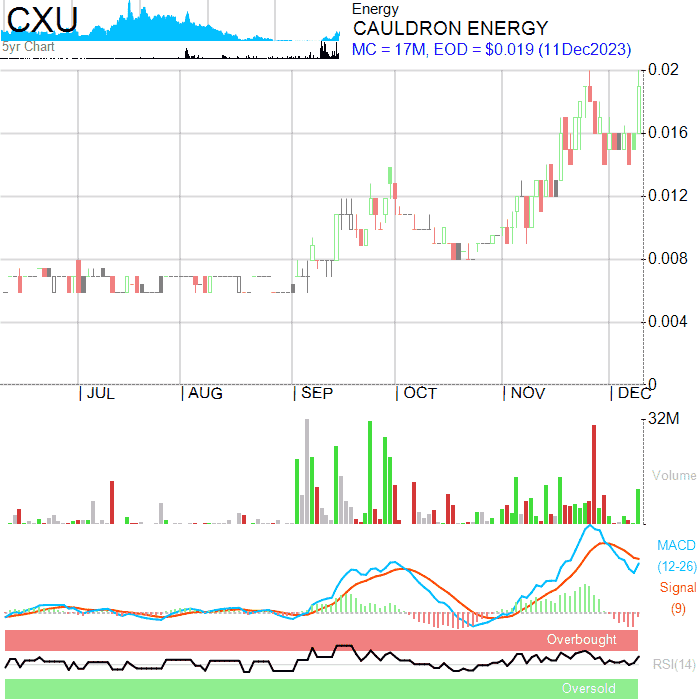 CXU
5yr Chart
Energy
CAULDRON ENERGY
MC = 17M, EOD = $0.019 (11Dec2023)
0.02
0.016
0.012
0.008
0.004
0
JUL
AUG
SEP
OCT
NOV
DEC
32M
Volume
MACD
(12-26)
Signal
(9)
Overbought
RSI(14)
Oversold